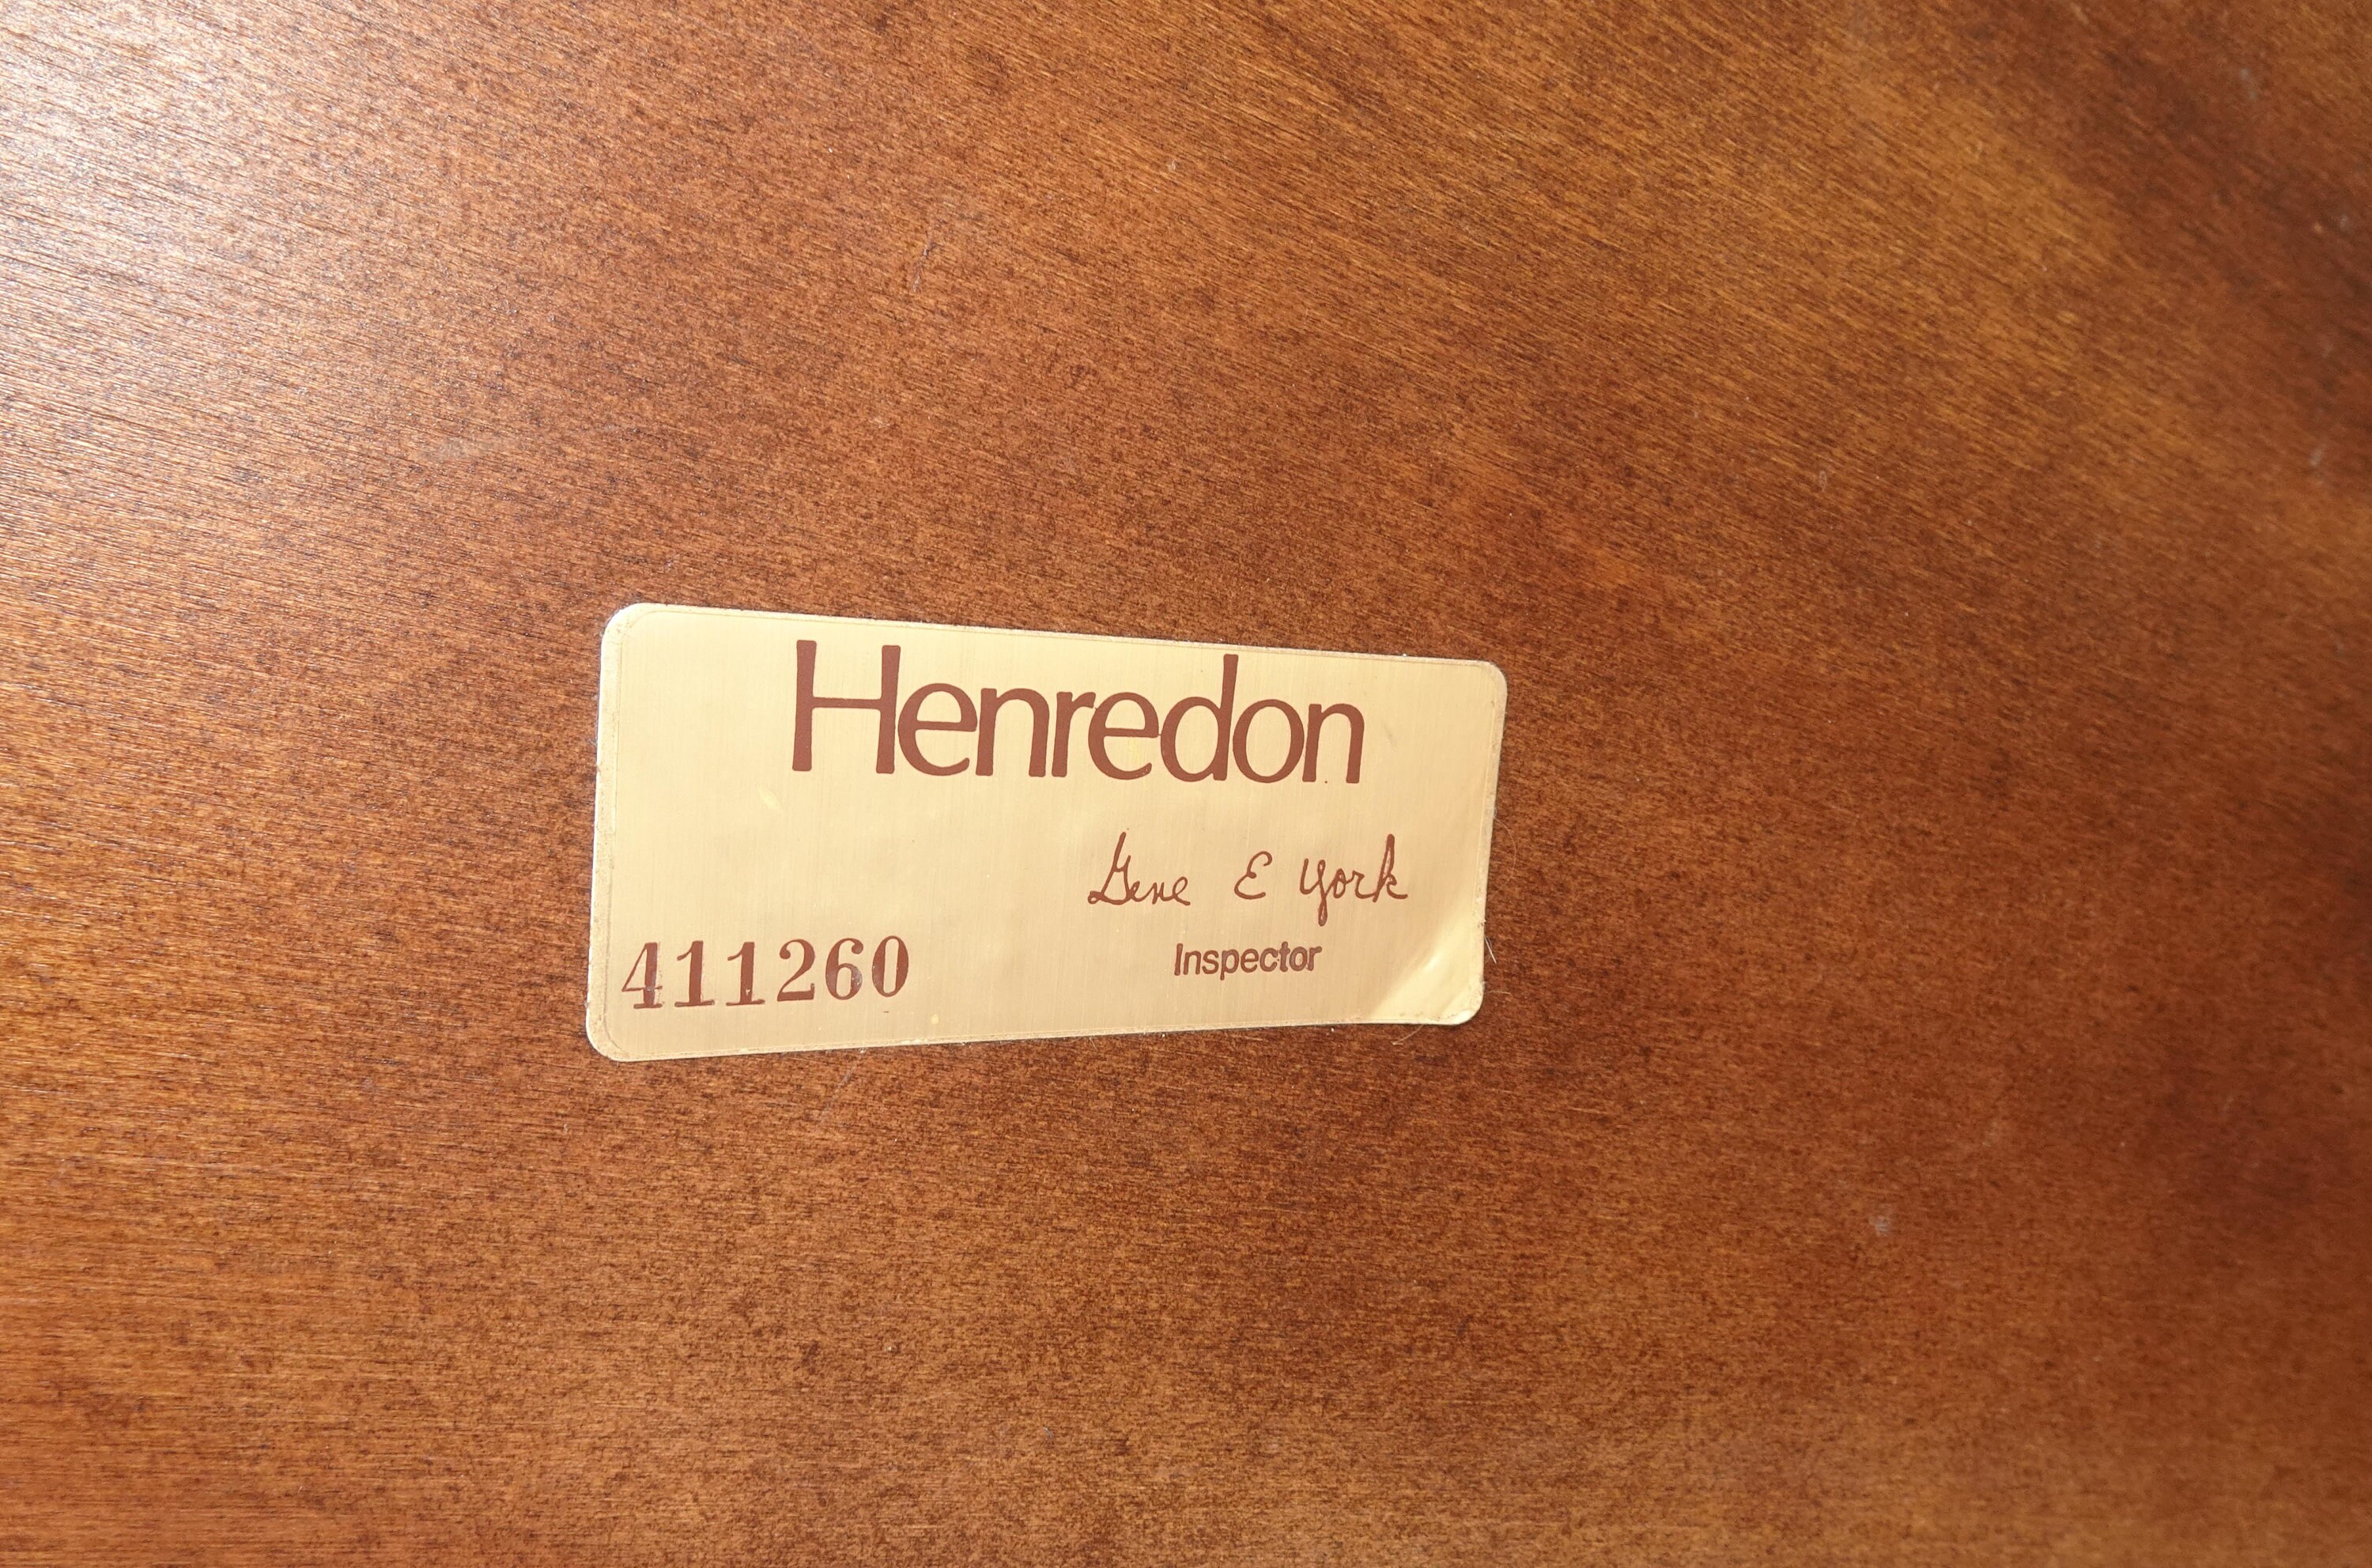 Henredon
Gene E York
411260
Inspector